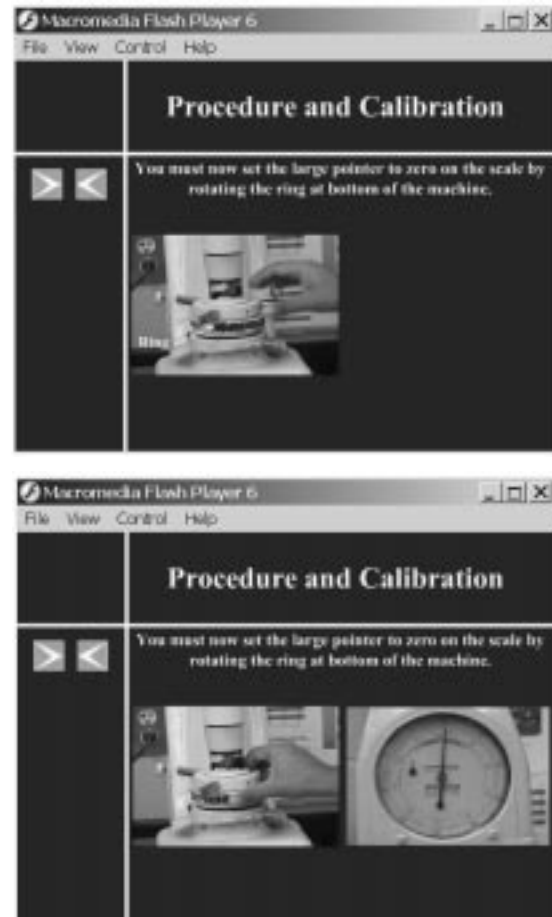 Macromedia Flash Player 6
File View Control Help
Procedure and Calibration
You must now set the large pointer to zero on the scale by
rotating the ring at bottom of the machine.
Ring
Macromedia Flash Player 6
File View Control Help
Procedure and Calibration
You must now set the large pointer to zero on the scale by
rotating the ring at bottom of the machine.